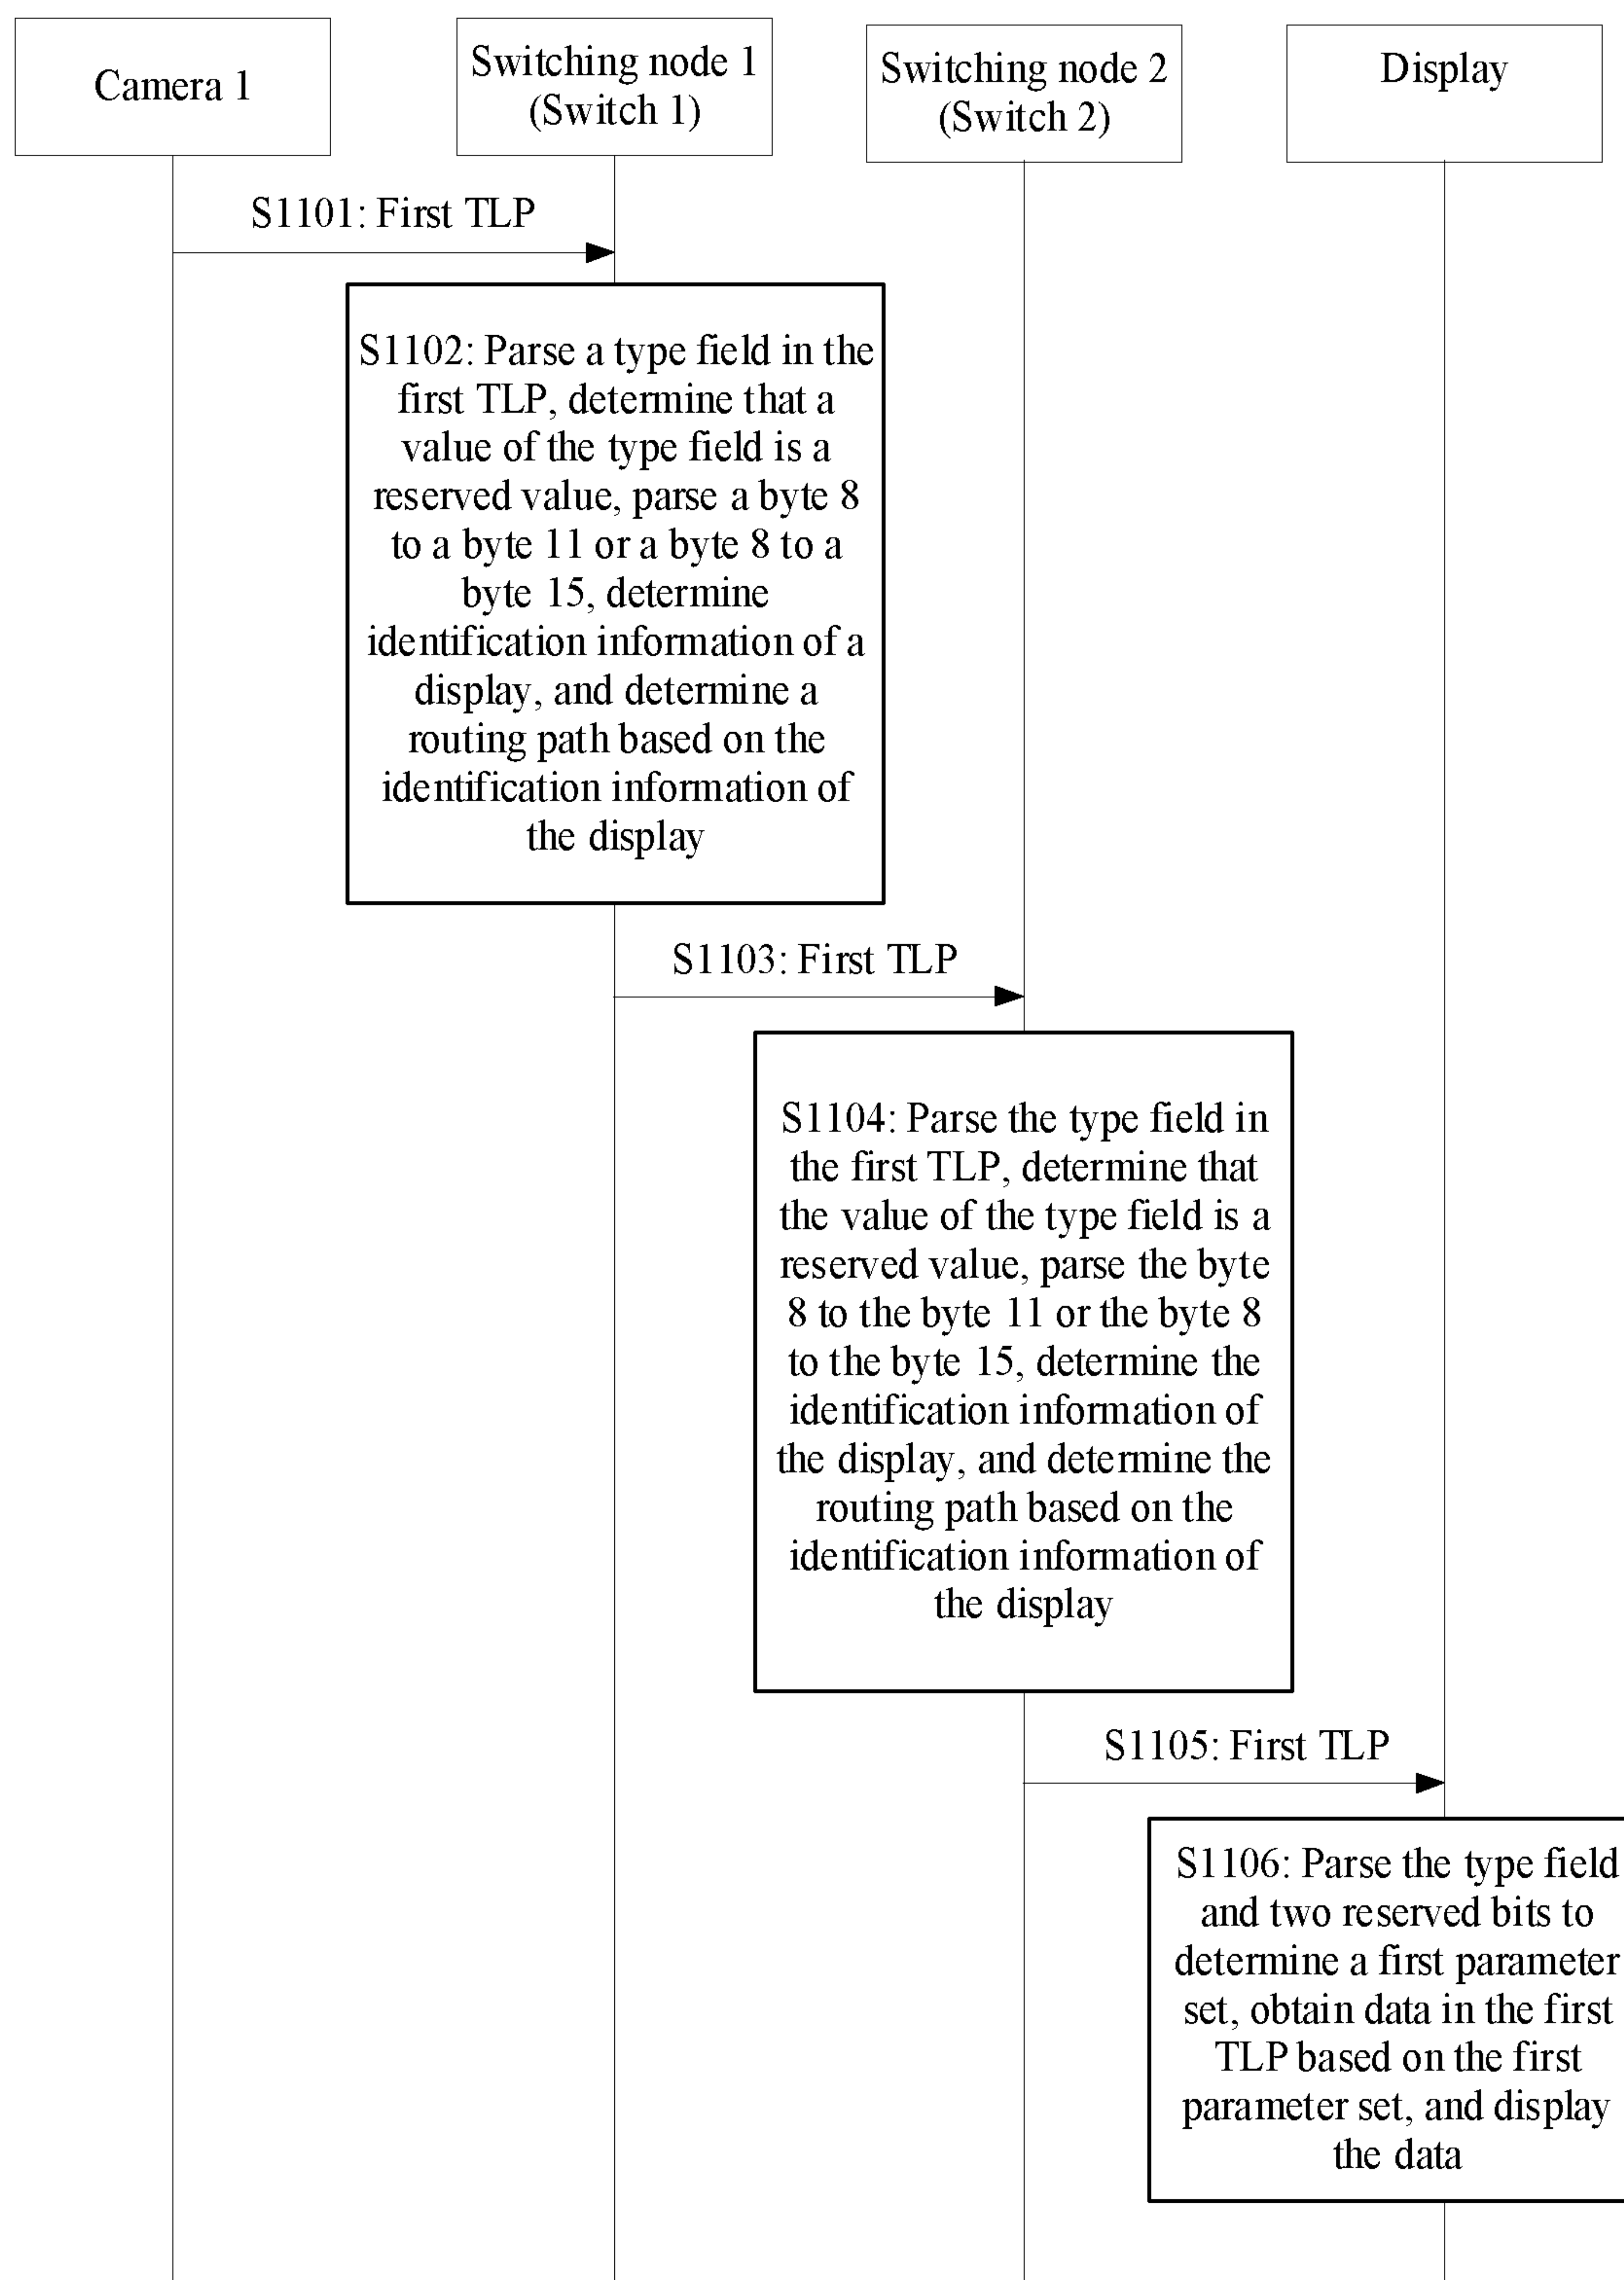 Camera 1
Switching node 1
(Switch 1)
Switching node 2
(Switch 2)
Display
S1101: First TLP
S1102: Parse a type field in the
first TLP, determine that a
value of the type field is a
reserved value, parse a byte 8
to a byte 11 or a byte 8 to a
byte 15, determine
identification information of a
display, and determine a
routing path based on the
identification information of
the display
S1103: First TLP
S1104: Parse the type field in
the first TLP, determine that
the value of the type field is a
reserved value, parse the byte
8 to the byte 11 or the byte 8
to the byte 15, determine the
identification information of
the display, and determine the
routing path based on the
identification information of
the display
S1105: First TLP
S1106: Parse the type field
and two reserved bits to
determine a first parameter
set, obtain data in the first
TLP based on the first
parameter set, and display
the data